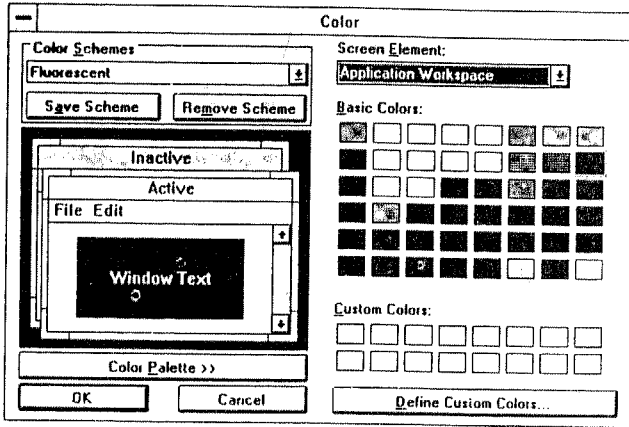 Color
Color Schemes
Fluorescent
Save Scheme
Remove Scheme
Inactive
Active
File Edit
Window Text
Color Palette >>
OK
Cancel
Screen Element:
Application Workspace
Basic Colors:
Custom Colors:
Define Custom Colors...